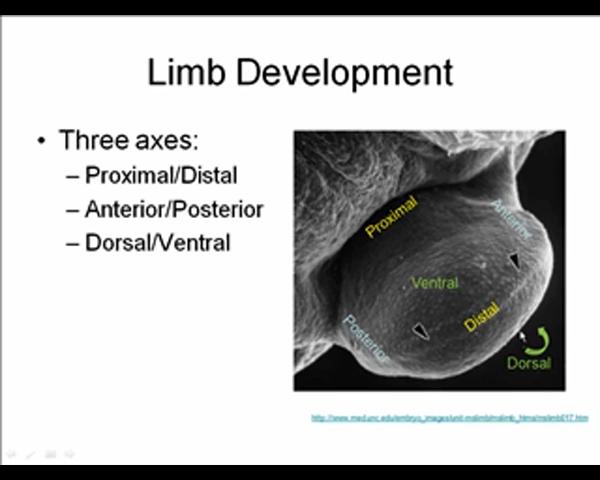 Limb Development
• Three axes:
– Proximal/Distal
– Anterior/Posterior
– Dorsal/Ventral
Proximal
Anterior
Ventral
Distal
Posterior
Dorsal